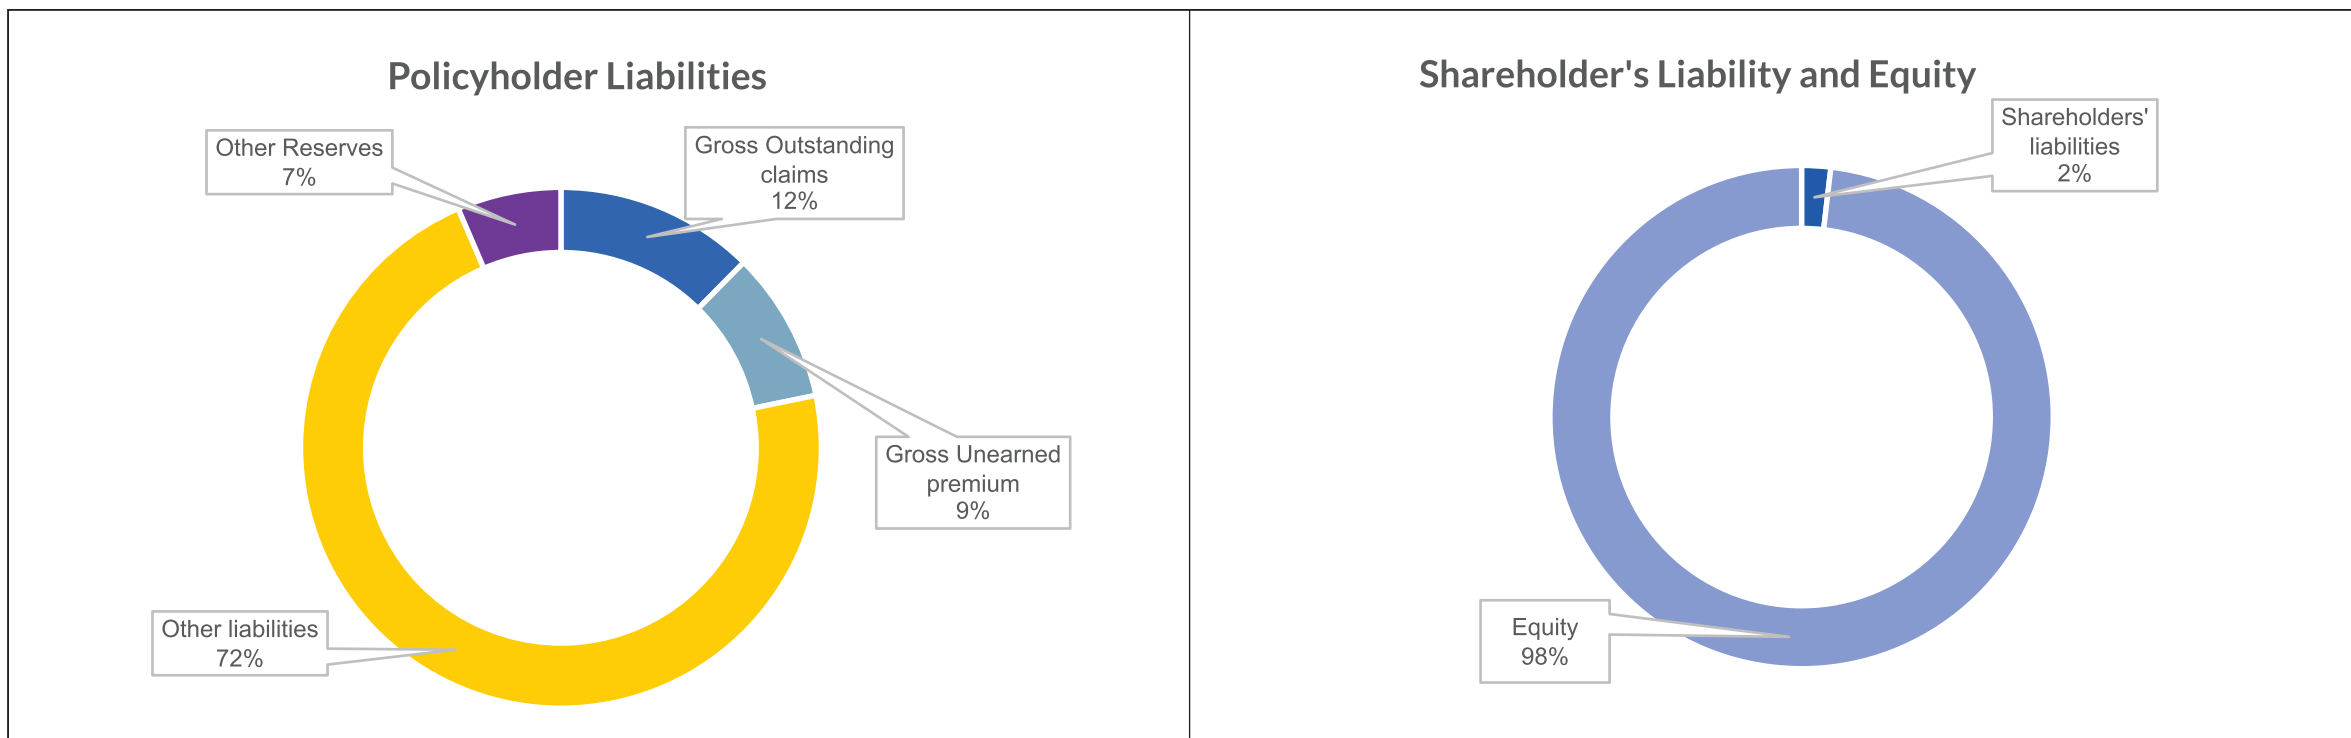 Policyholder Liabilities
Other Reserves
7%
Gross Outstanding
claims
12%
Gross Unearned
premium
9%
Other liabilities
72%
Shareholder's Liability and Equity
Shareholders'
liabilities
2%
Equity
98%